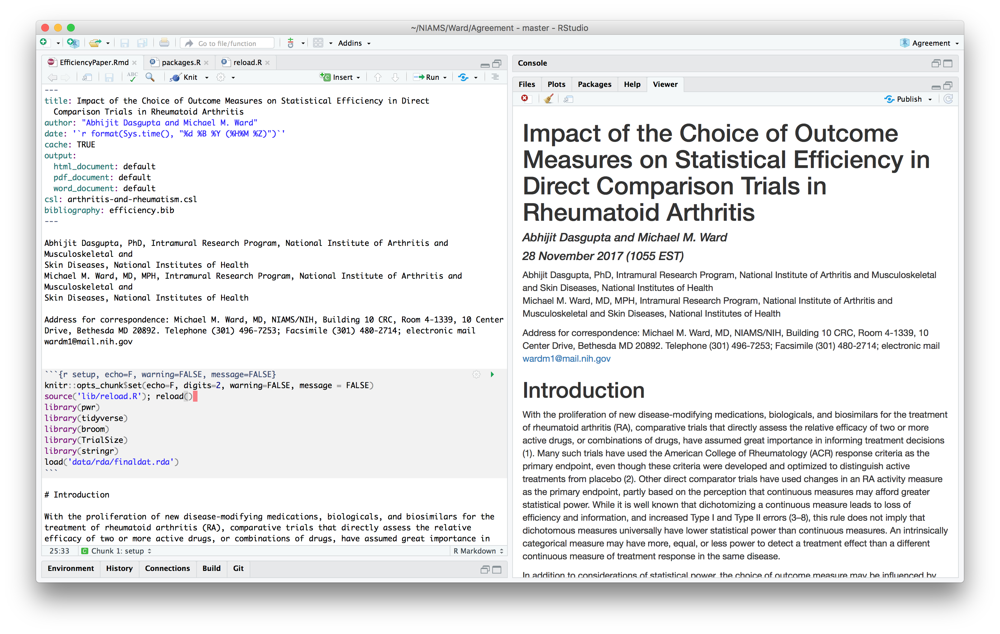 ~/NIAMS/Ward/Agreement - master - RStudio
Go to file/function
Addins
Agreement
EfficiencyPaper.Rmd
packages.R
reload.R
ABC
Knit
Insert
Run
---
title: Impact of the Choice of Outcome Measures on Statistical Efficiency in Direct
Comparison Trials in Rheumatoid Arthritis
author: "Abhijit Dasgupta and Michael M. Ward"
date: '`r format(Sys.time(), "%d %B %Y (%H%M %Z)")`'
cache: TRUE
output:
html_document: default
pdf_document: default
word_document: default
csl: arthritis-and-rheumatism.csl
bibliography: efficiency.bib
---
Abhijit Dasgupta, PhD, Intramural Research Program, National Institute of Arthritis and
Musculoskeletal and
Skin Diseases, National Institutes of Health
Michael M. Ward, MD, MPH, Intramural Research Program, National Institute of Arthritis and
Musculoskeletal and
Skin Diseases, National Institutes of Health
Address for correspondence: Michael M. Ward, MD, NIAMS/NIH, Building 10 CRC, Room 4-1339, 10 Center
Drive, Bethesda MD 20892. Telephone (301) 496-7253; Facsimile (301) 480-2714; electronic mail
wardm1@mail.nih.gov
```{r setup, echo=F, warning=FALSE, message=FALSE}
knitr::opts_chunk$set(echo=F, digits=2, warning=FALSE, message = FALSE)
source('lib/reload.R'); reload()
library(pwr)
library(tidyverse)
library(broom)
library(TrialSize)
library(stringr)
load('data/rda/finaldat.rda')
```
# Introduction
With the proliferation of new disease-modifying medications, biologicals, and biosimilars for the
treatment of rheumatoid arthritis (RA), comparative trials that directly assess the relative
efficacy of two or more active drugs, or combinations of drugs, have assumed great importance in
25:33
Chunk 1: setup
R Markdown
Environment
History
Connections
Build
Git
Console
Files
Plots
Packages
Help
Viewer
Publish
Impact of the Choice of Outcome
Measures on Statistical Efficiency in
Direct Comparison Trials in
Rheumatoid Arthritis
Abhijit Dasgupta and Michael M. Ward
28 November 2017 (1055 EST)
Abhijit Dasgupta, PhD, Intramural Research Program, National Institute of Arthritis and Musculoskeletal
and Skin Diseases, National Institutes of Health
Michael M. Ward, MD, MPH, Intramural Research Program, National Institute of Arthritis and
Musculoskeletal and Skin Diseases, National Institutes of Health
Address for correspondence: Michael M. Ward, MD, NIAMS/NIH, Building 10 CRC, Room 4-1339, 10
Center Drive, Bethesda MD 20892. Telephone (301) 496-7253; Facsimile (301) 480-2714; electronic mail
wardm1@mail.nih.gov
Introduction
With the proliferation of new disease-modifying medications, biologicals, and biosimilars for the treatment
of rheumatoid arthritis (RA), comparative trials that directly assess the relative efficacy of two or more
active drugs, or combinations of drugs, have assumed great importance in informing treatment decisions
(1). Many such trials have used the American College of Rheumatology (ACR) response criteria as the
primary endpoint, even though these criteria were developed and optimized to distinguish active
treatments from placebo (2). Other direct comparator trials have used changes in an RA activity measure
as the primary endpoint, partly based on the perception that continuous measures may afford greater
statistical power. While it is well known that dichotomizing a continuous measure leads to loss of
efficiency and information, and increased Type I and Type II errors (3–8), this rule does not imply that
dichotomous measures universally have lower statistical power than continuous measures. An intrinsically
categorical measure may have more, equal, or less power to detect a treatment effect than a different
continuous measure of treatment response in the same disease.
In addition to considerations of statistical power, the choice of outcome measure may be influenced by